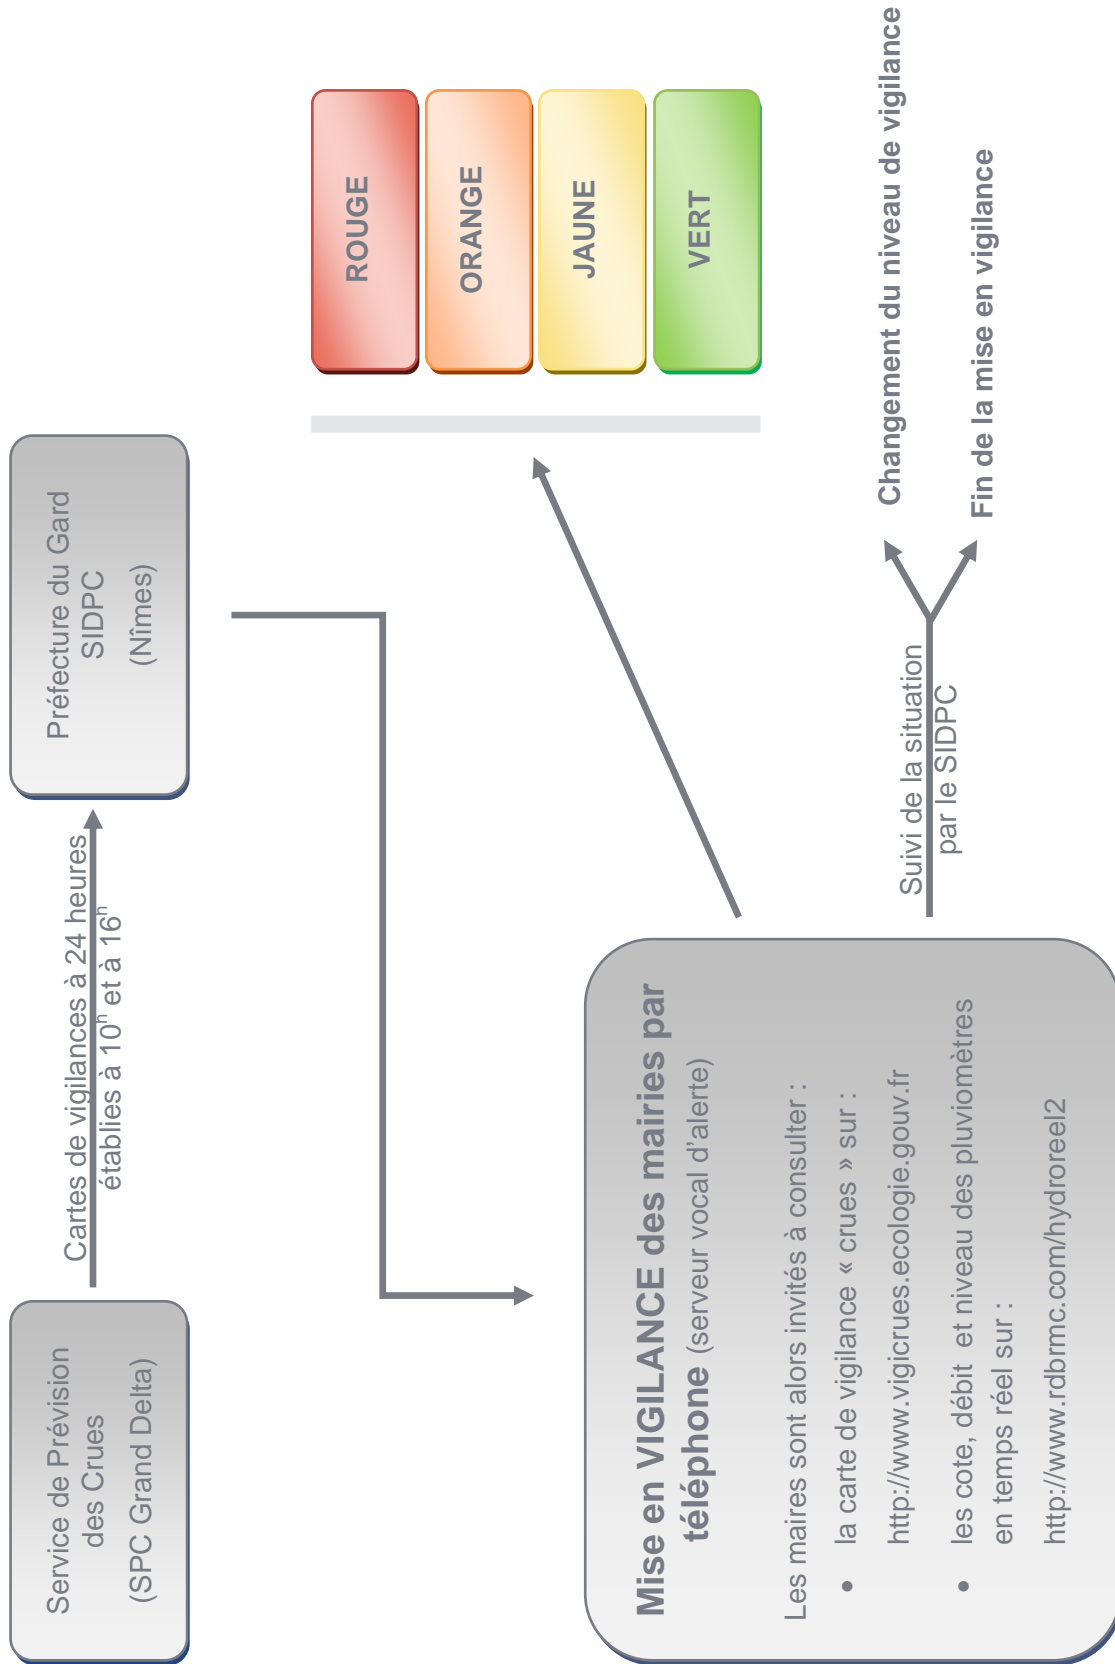 Service de Prévision
des Crues
(SPC Grand Delta)
Cartes de vigilances à 24 heures
établies à 10h et à 16h
Préfecture du Gard
SIDPC
(Nîmes)
Mise en VIGILANCE des mairies par
téléphone (serveur vocal d’alerte)
Les maires sont alors invités à consulter :
• la carte de vigilance « crues » sur :
http://www.vigicrues.ecologie.gouv.fr
• les cote, débit et niveau des pluviomètres
en temps réel sur :
http://www.rdbrmc.com/hydroreel2
ROUGE
ORANGE
JAUNE
VERT
Suivi de la situation
par le SIDPC
Changement du niveau de vigilance
Fin de la mise en vigilance